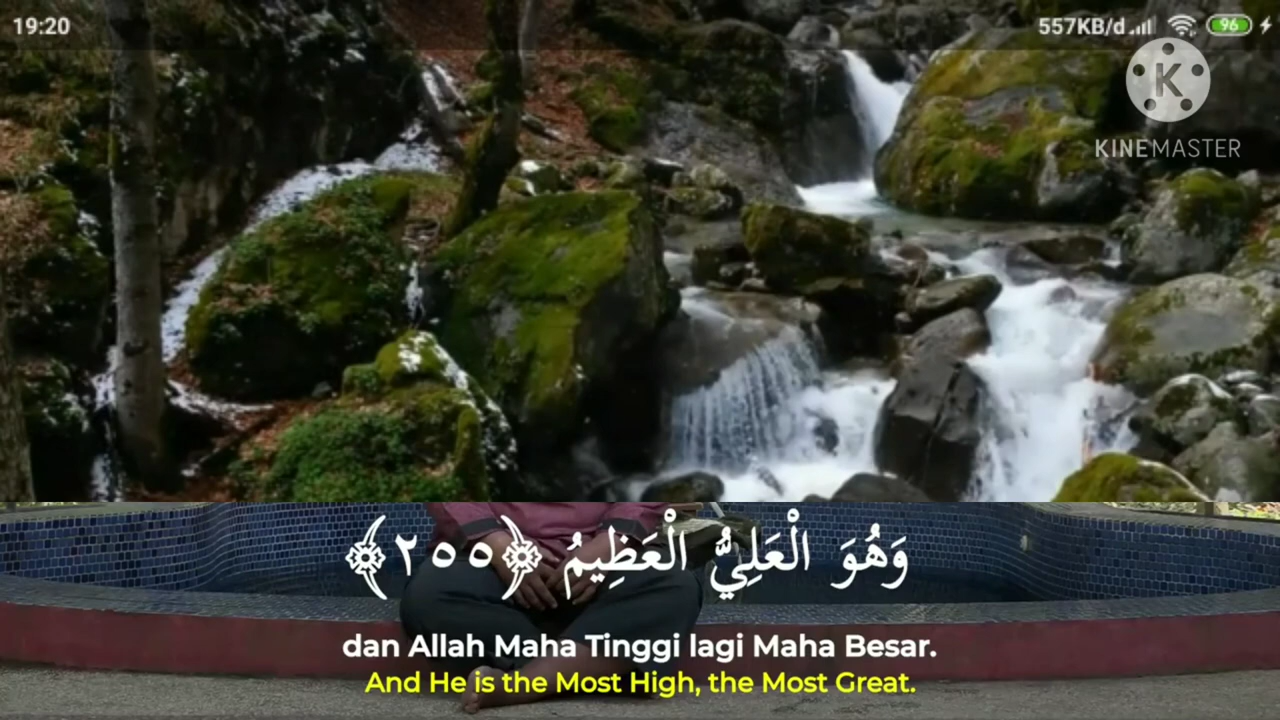 19:20
557KB/d
96
K
KINEMASTER
وَهُوَ الْعَلِيُّ الْعَظِيمُ ﴿٢٥٥﴾
dan Allah Maha Tinggi lagi Maha Besar.
And He is the Most High, the Most Great.